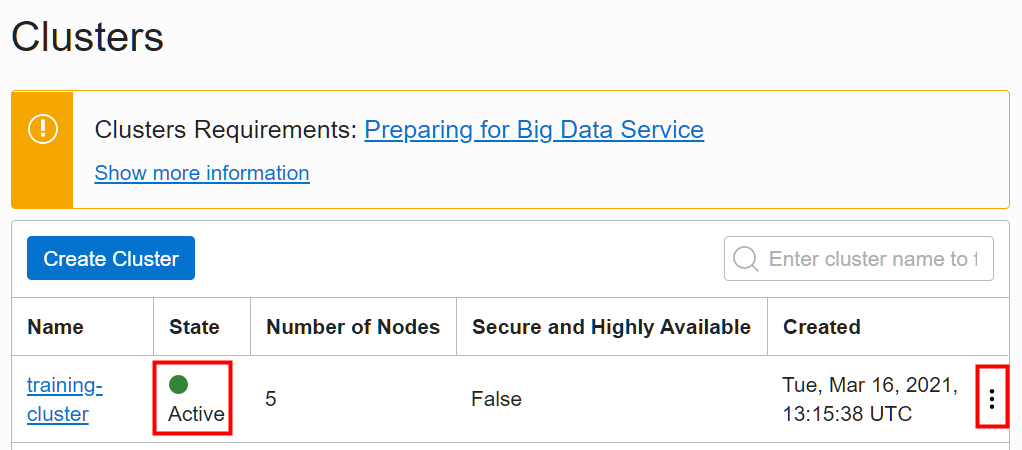 Clusters
Clusters Requirements: Preparing for Big Data Service
Show more information
Create Cluster
Enter cluster name to
Name State Number of Nodes Secure and Highly Available Created
training-
cluster
Active
5
False
Tue, Mar 16, 2021,
13:15:38 UTC